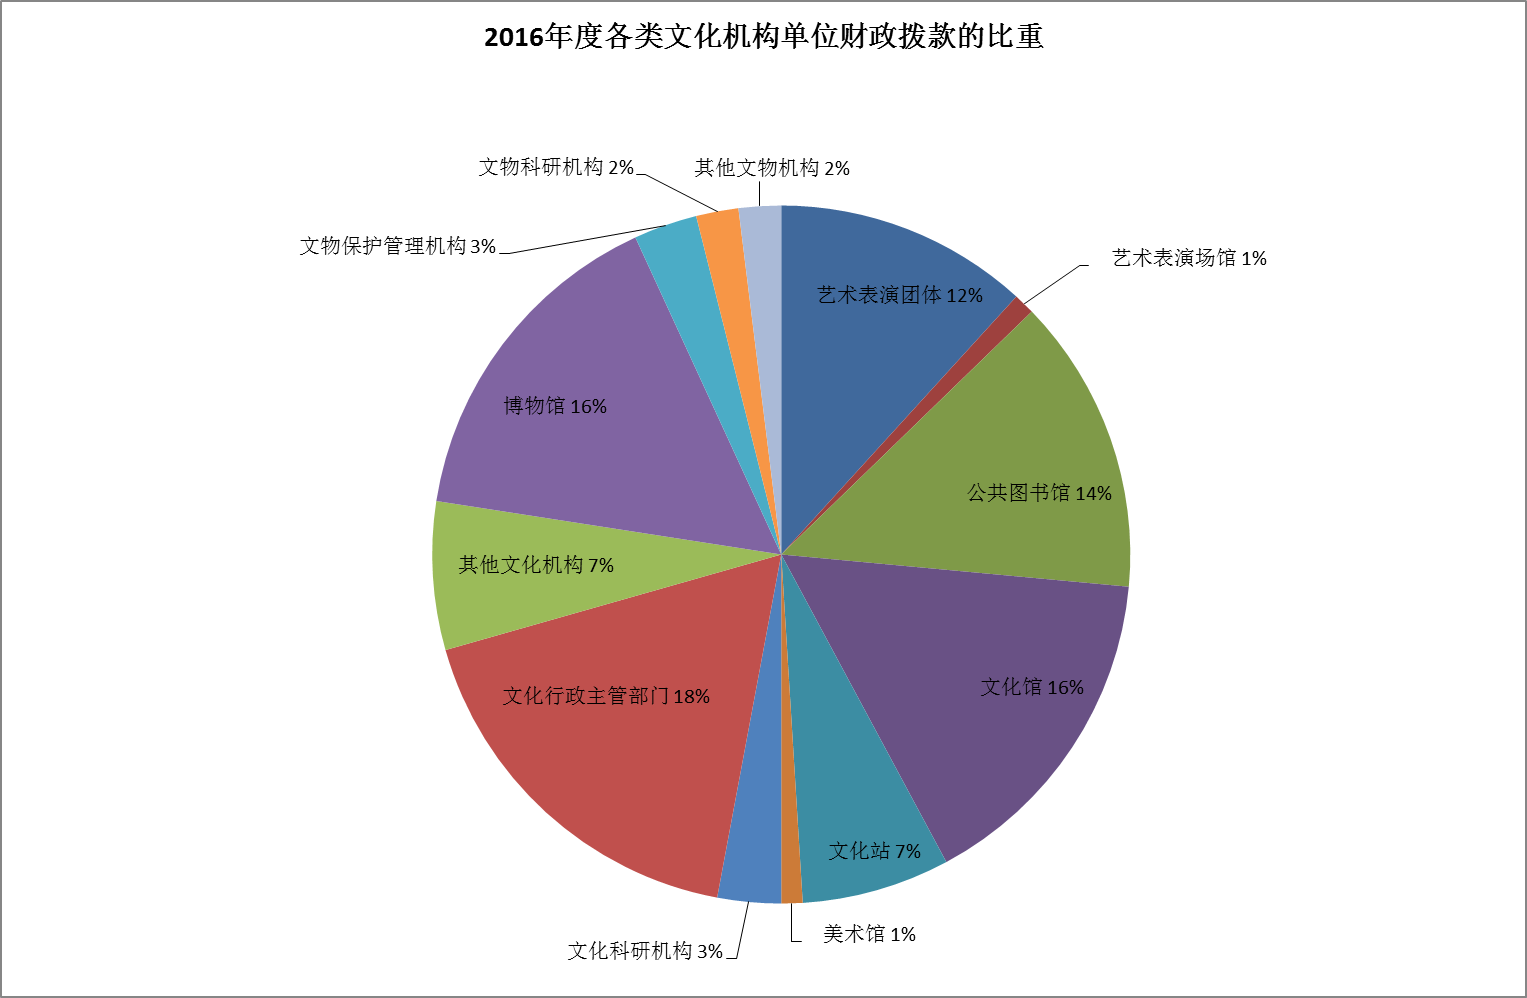 2016年度各类文化机构单位财政拨款的比重
文物科研机构 2%
其他文物机构 2%
文物保护管理机构 3%
艺术表演场馆 1%
艺术表演团体 12%
博物馆 16%
公共图书馆 14%
其他文化机构 7%
文化行政主管部门 18%
文化馆 16%
文化站 7%
美术馆 1%
文化科研机构 3%